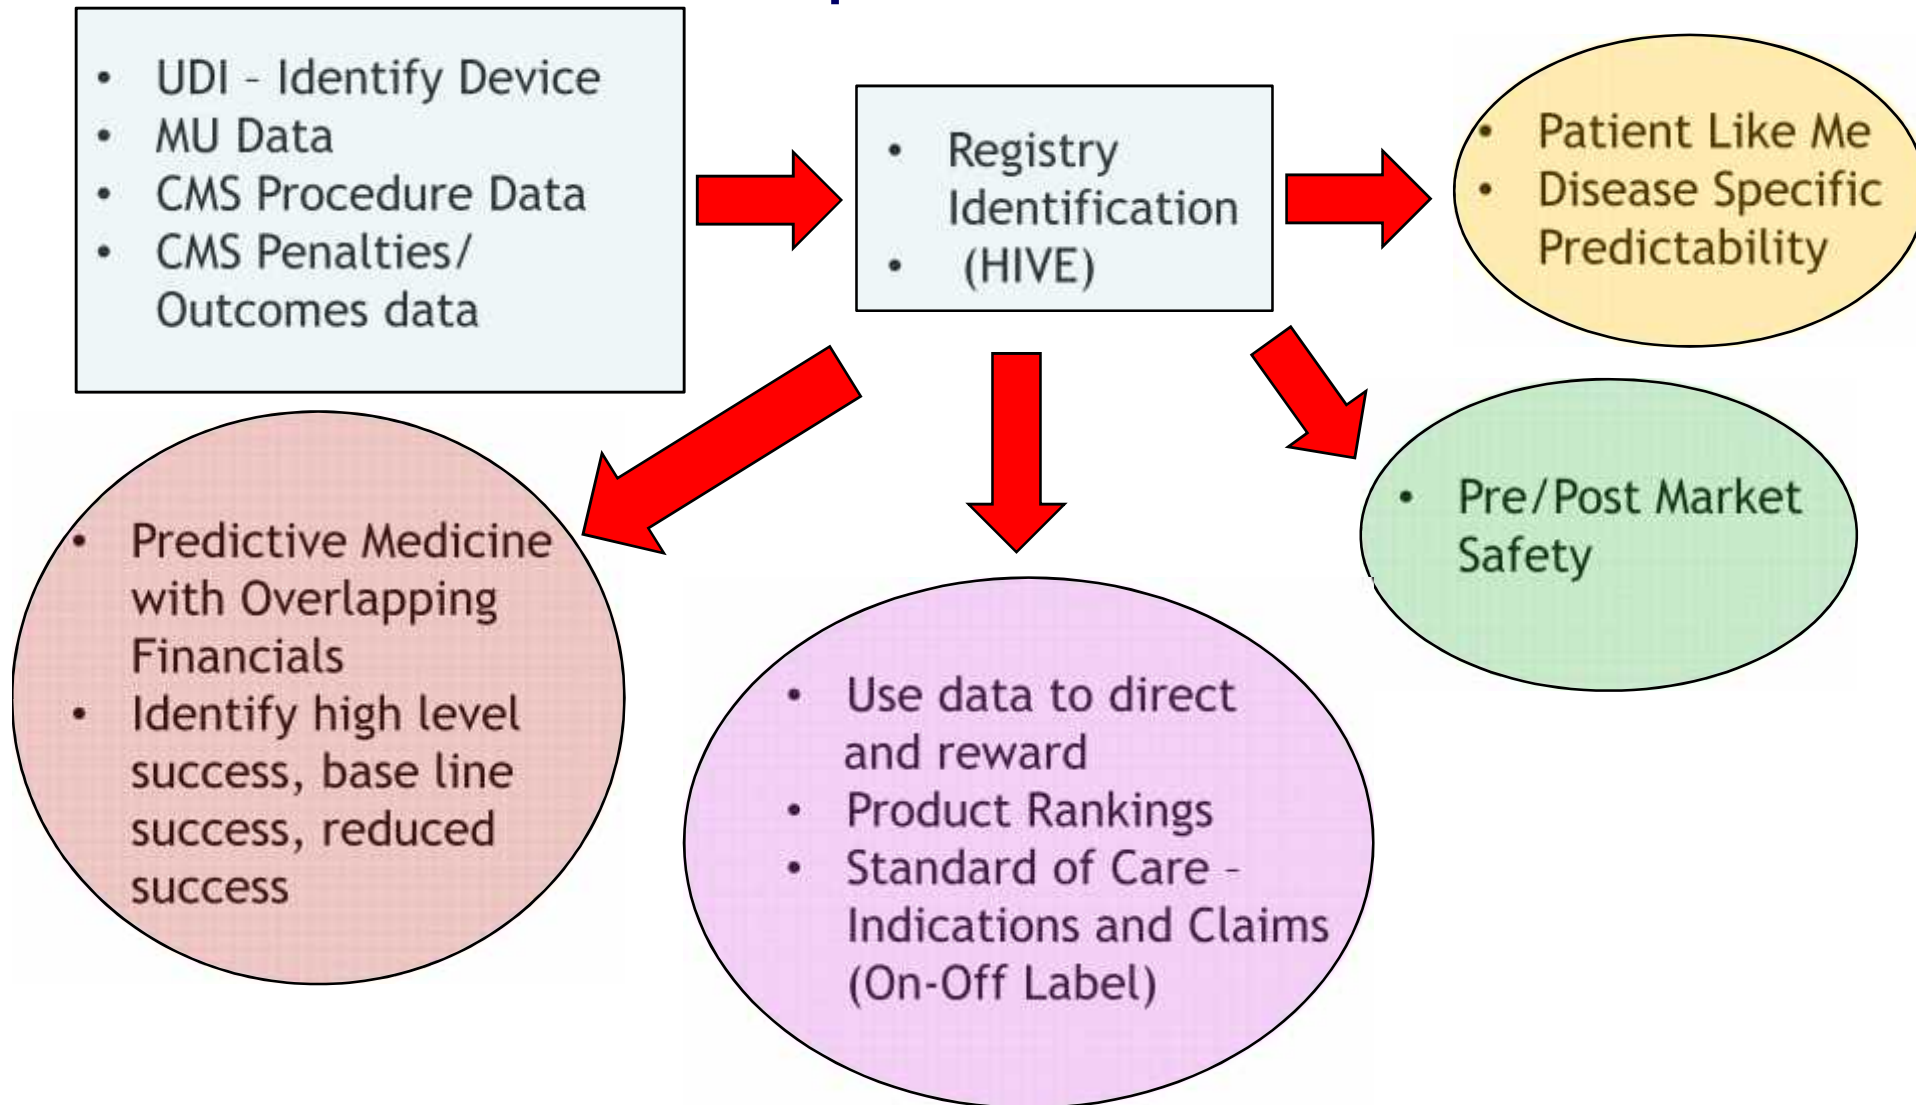 • UDI – Identify Device
• MU Data
• CMS Procedure Data
• CMS Penalties/
Outcomes data
• Registry
Identification
• (HIVE)
• Patient Like Me
• Disease Specific
Predictability
• Pre/Post Market
Safety
• Predictive Medicine
with Overlapping
Financials
• Identify high level
success, base line
success, reduced
success
• Use data to direct
and reward
• Product Rankings
• Standard of Care –
Indications and Claims
(On-Off Label)